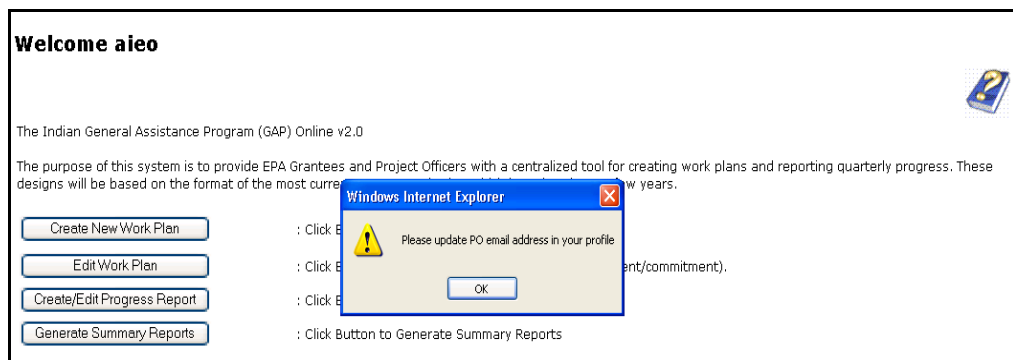 Welcome aieo
The Indian General Assistance Program (GAP) Online v2.0
The purpose of this system is to provide EPA Grantees and Project Officers with a centralized tool for creating work plans and reporting quarterly progress. These
designs will be based on the format of the most curre w years.
Windows Internet Explorer
Please update PO email address in your profile
OK
Create New Work Plan : Click B
Edit Work Plan : Click B ent/commitment).
Create/Edit Progress Report : Click B
Generate Summary Reports : Click Button to Generate Summary Reports